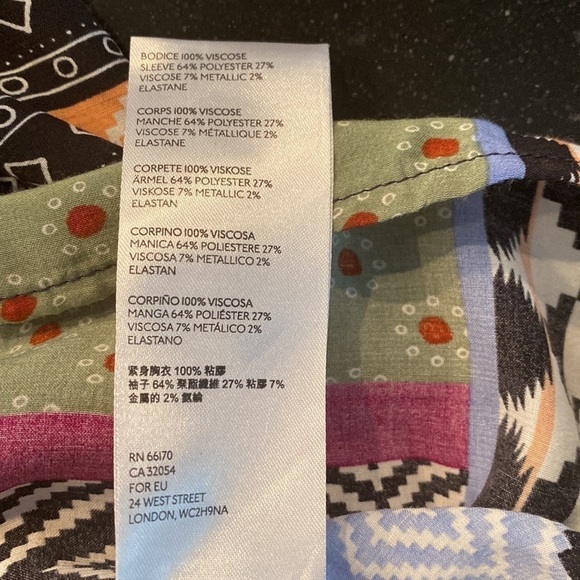 BODICE 100% VISCOSE
SLEEVE 64% POLYESTER 27%
VISCOSE 7% METALLIC 2%
ELASTANE
CORPS 100% VISCOSE
MANCHE 64% POLYESTER 27%
VISCOSE 7% MÉTALLIQUE 2%
ELASTANE
CORPETE 100% VISKOSE
ÄRMEL 64% POLYESTER 27%
VISKOSE 7% METALLIC 2%
ELASTAN
CORPINO 100% VISCOSA
MANICA 64% POLIESTERE 27%
VISCOSA 7% METALLICO 2%
ELASTAN
CORPIÑO 100% VISCOSA
MANGA 64% POLIÉSTER 27%
VISCOSA 7% METÁLICO 2%
ELASTANO
緊身胸衣 100% 粘膠
袖子 64% 聚酯纖維 27% 粘膠 7%
金屬的 2% 氨綸
RN 66170
CA 32054
FOR EU
24 WEST STREET
LONDON, WC2H9NA